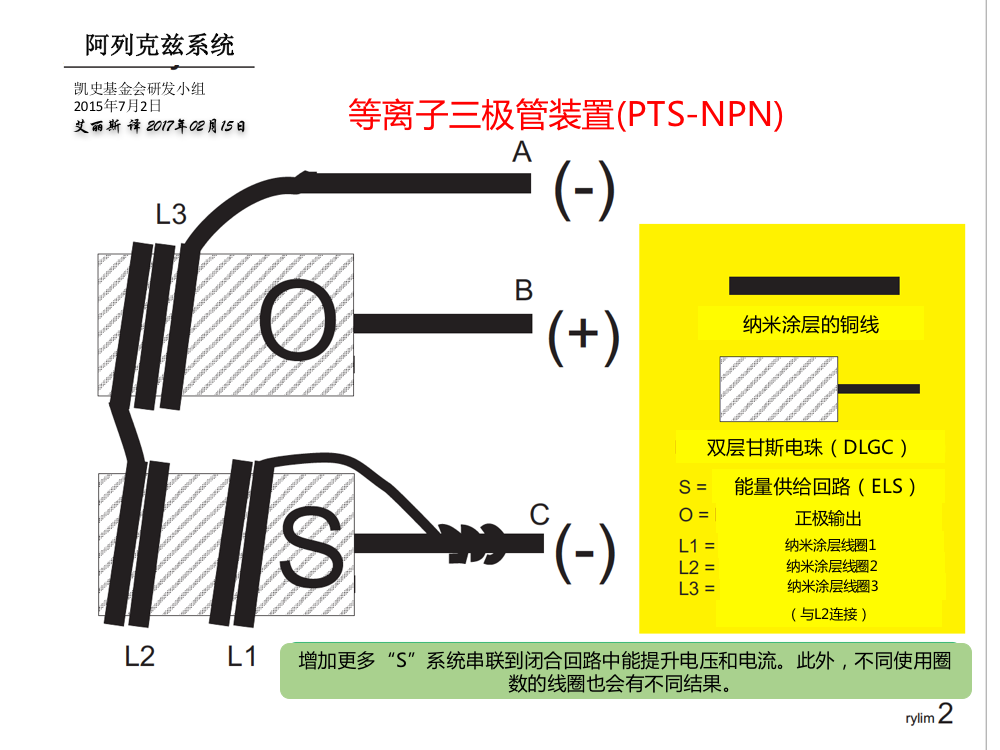 阿列克兹系统
凯史基金会研发小组
2015年7月2日
艾丽斯 译 2017年02月15日
等离子三极管装置(PTS-NPN)
A
(-)
L3
B
O
(+)
纳米涂层的铜线
双层甘斯电珠（DLGC）
S = 能量供给回路（ELS）
O = 正极输出
L1 = 纳米涂层线圈1
L2 = 纳米涂层线圈2
L3 = 纳米涂层线圈3
（与L2连接）
C
S
(-)
L2
L1
增加更多“S”系统串联到闭合回路中能提升电压和电流。此外，不同使用圈
数的线圈也会有不同结果。
rylim 2